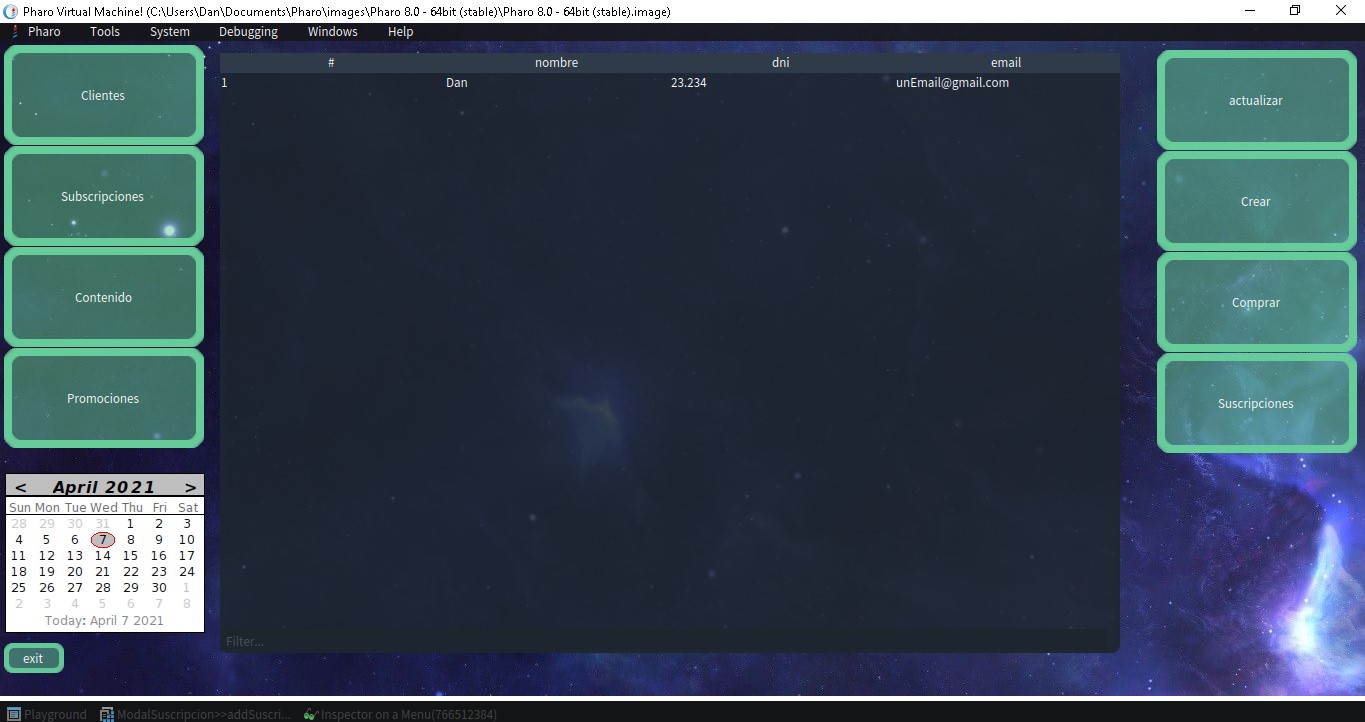 Pharo Virtual Machine! (C:\Users\Dan\Documents\Pharo\images\Pharo 8.0 - 64bit (stable)\Pharo 8.0 - 64bit (stable).image)
Pharo Tools System Debugging Windows Help
Clientes
Subscripciones
Contenido
Promociones
# nombre dni email
1 Dan 23.234 unEmail@gmail.com
Filter...
actualizar
Crear
Comprar
Suscripciones
< April 2021 >
Sun Mon Tue Wed Thu Fri Sat
28 29 30 31 1 2 3
4 5 6 7 8 9 10
11 12 13 14 15 16 17
18 19 20 21 22 23 24
25 26 27 28 29 30 1
2 3 4 5 6 7 8
Today: April 7 2021
exit
Playground ModalSuscripcion>>addSuscri... Inspector on a Menu(766512384)